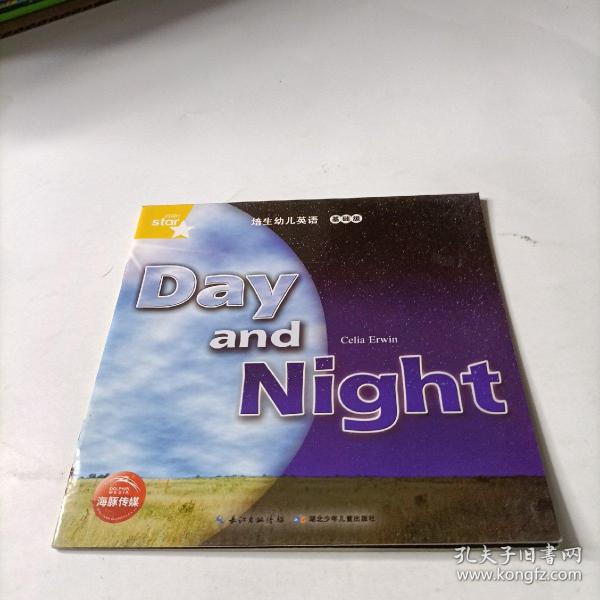 star
培生幼儿英语 基础级
Day
and
Celia Erwin
Night
DOLPHIN
MEDIA
海豚传媒
长江出版传媒 湖北少年儿童出版社
孔夫子旧书网
www.kongfz.com